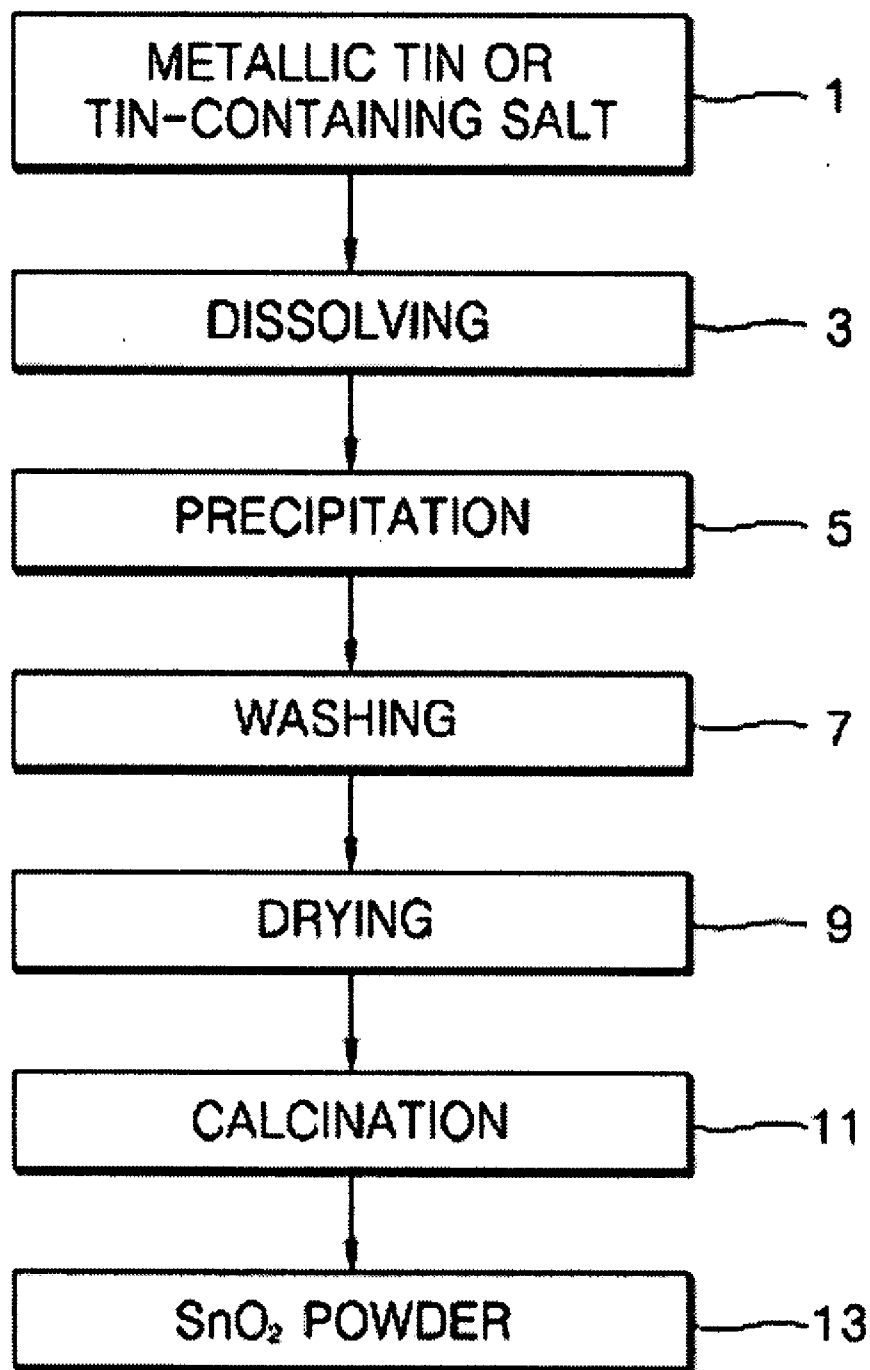 METALLIC TIN OR
TIN-CONTAINING SALT
1
DISSOLVING
3
PRECIPITATION
5
WASHING
7
DRYING
9
CALCINATION
11
SnO₂ POWDER
13